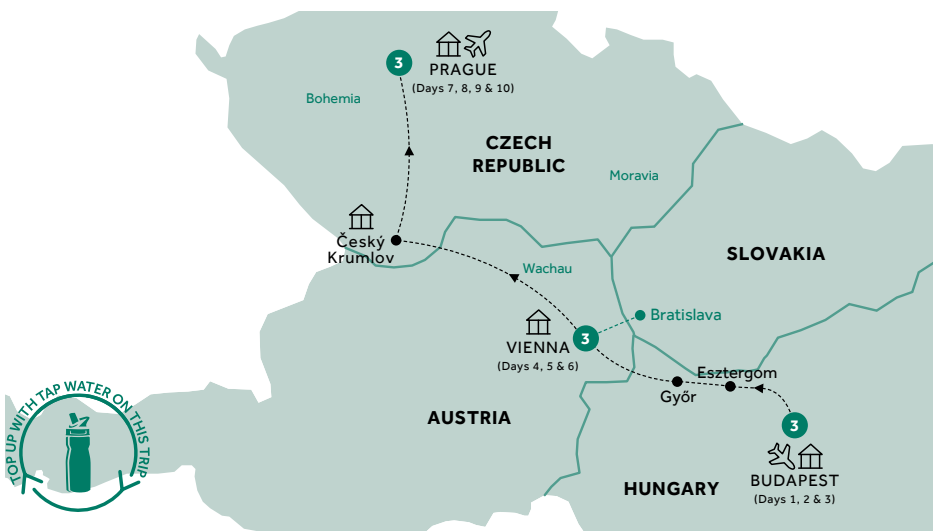 3
PRAGUE
(Days 7, 8, 9 & 10)
Bohemia
CZECH
REPUBLIC
Moravia
Český
Krumlov
SLOVAKIA
Wachau
Bratislava
3
VIENNA
(Days 4, 5 & 6)
Esztergom
Győr
AUSTRIA
3
BUDAPEST
(Days 1, 2 & 3)
HUNGARY
TOP UP WITH TAP WATER ON THIS TRIP